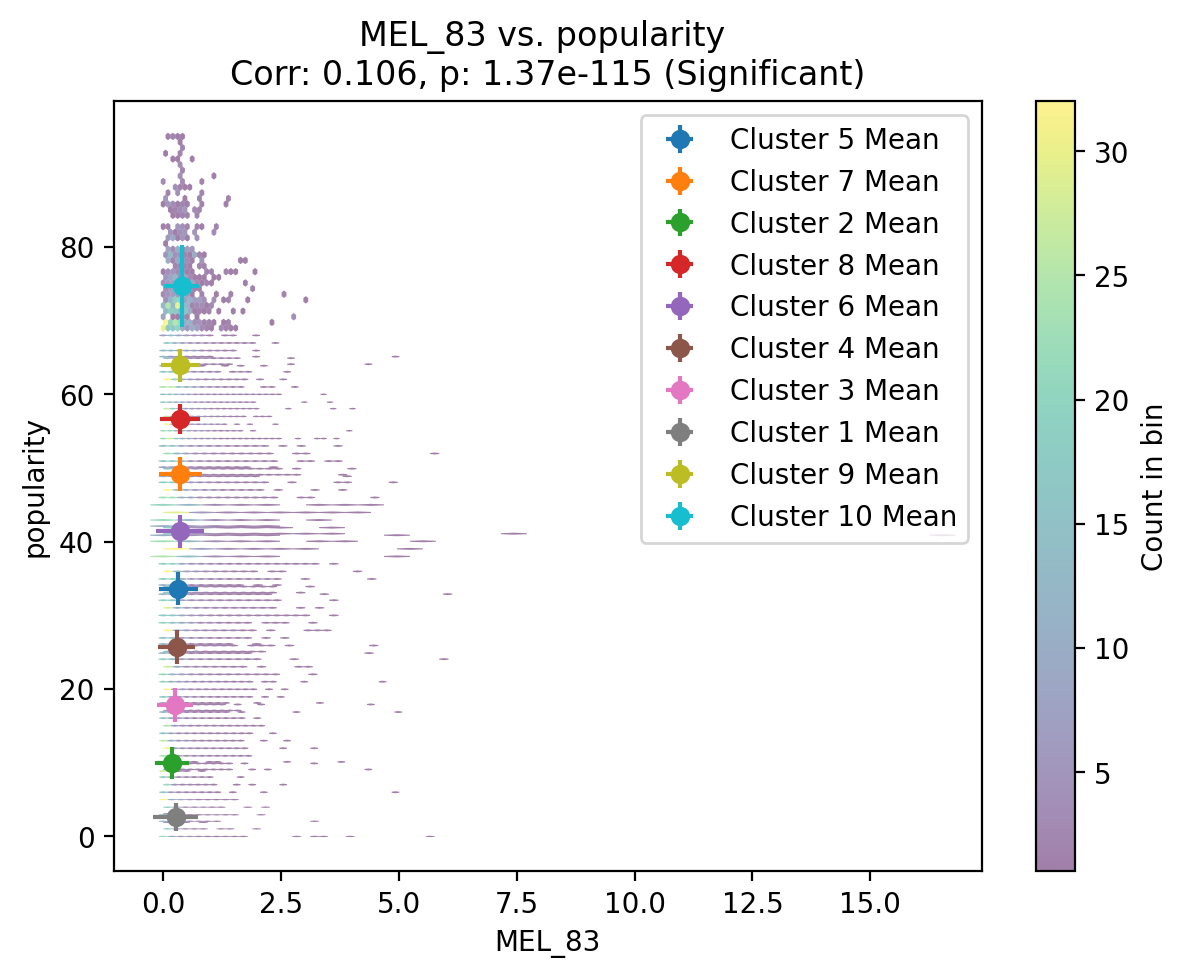 MEL_83 vs. popularity
Corr: 0.106, p: 1.37e-115 (Significant)
Cluster 5 Mean
Cluster 7 Mean
Cluster 2 Mean
Cluster 8 Mean
Cluster 6 Mean
Cluster 4 Mean
Cluster 3 Mean
Cluster 1 Mean
Cluster 9 Mean
Cluster 10 Mean
popularity
80
60
40
20
0
0.0 2.5 5.0 7.5 10.0 12.5 15.0
MEL_83
30
25
20
15
10
5
Count in bin